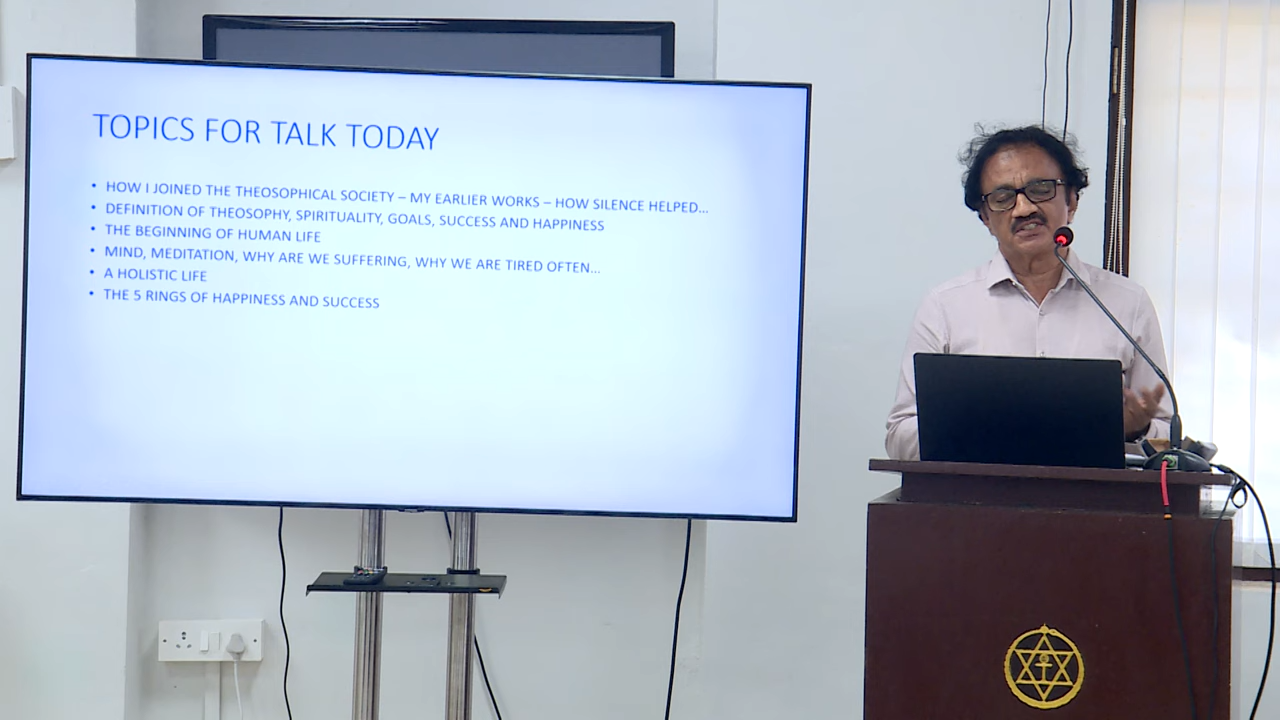 TOPICS FOR TALK TODAY
• HOW I JOINED THE THEOSOPHICAL SOCIETY – MY EARLIER WORKS – HOW SILENCE HELPED...
• DEFINITION OF THEOSOPHY, SPIRITUALITY, GOALS, SUCCESS AND HAPPINESS
• THE BEGINNING OF HUMAN LIFE
• MIND, MEDITATION, WHY ARE WE SUFFERING, WHY WE ARE TIRED OFTEN...
• A HOLISTIC LIFE
• THE 5 RINGS OF HAPPINESS AND SUCCESS